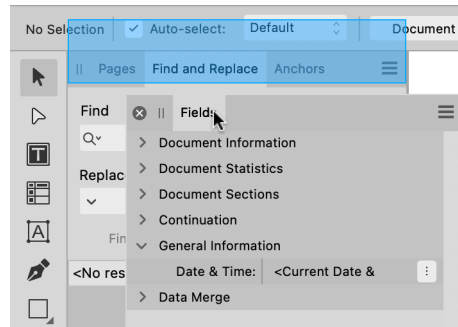 No Selection Auto-select: Default Document
Pages Find and Replace Anchors
Find
Fields
Document Information
Replac
Document Statistics
Document Sections
Continuation
Fin
General Information
<No res
Date & Time: <Current Date &
Data Merge